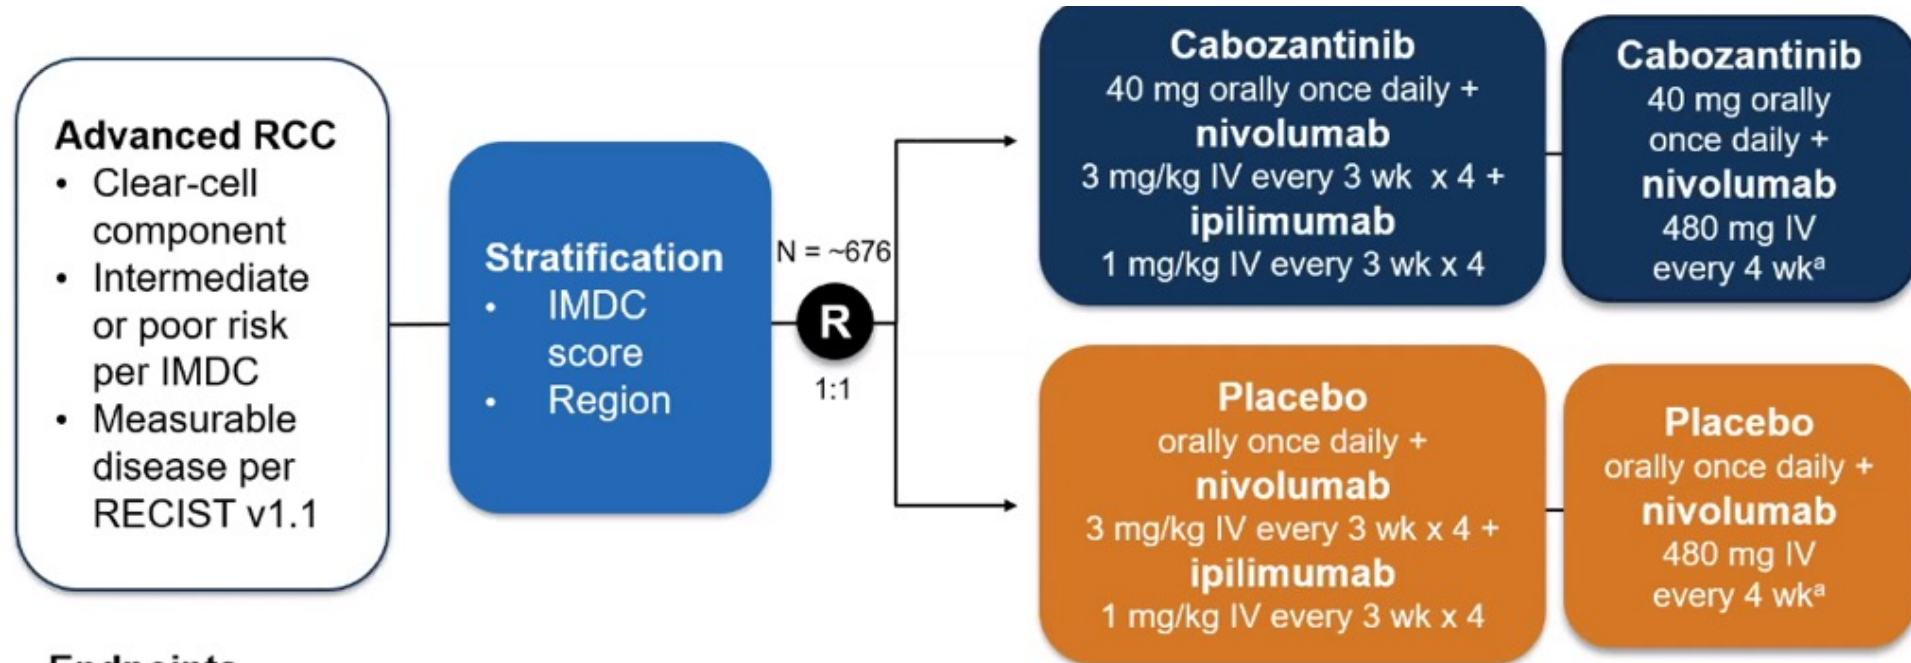 Advanced RCC
• Clear-cell
component
• Intermediate
or poor risk
per IMDC
• Measurable
disease per
RECIST v1.1
Stratification
• IMDC
score
• Region
N = ~676
R
1:1
Cabozantinib
40 mg orally once daily +
nivolumab
3 mg/kg IV every 3 wk x 4 +
ipilimumab
1 mg/kg IV every 3 wk x 4
Cabozantinib
40 mg orally
once daily +
nivolumab
480 mg IV
every 4 wkᵃ
Placebo
orally once daily +
nivolumab
3 mg/kg IV every 3 wk x 4 +
ipilimumab
1 mg/kg IV every 3 wk x 4
Placebo
orally once daily +
nivolumab
480 mg IV
every 4 wkᵃ
Endpoints